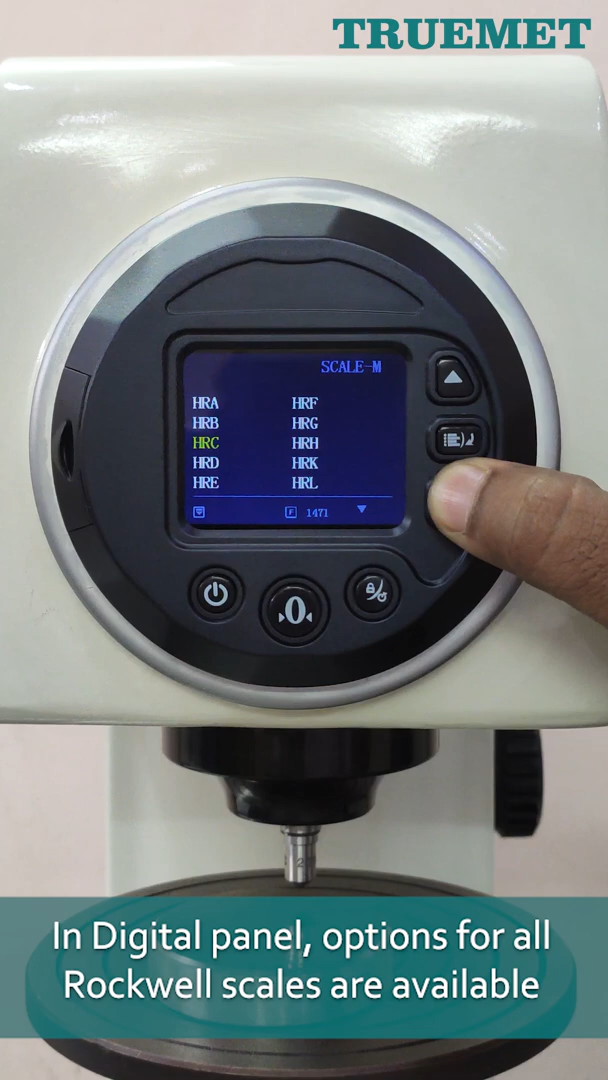 TRUEMET
SCALE-M
HRA HRF
HRB HRG
HRC HRH
HRD HRK
HRE HRL
F 1471
0
In Digital panel, options for all
Rockwell scales are available